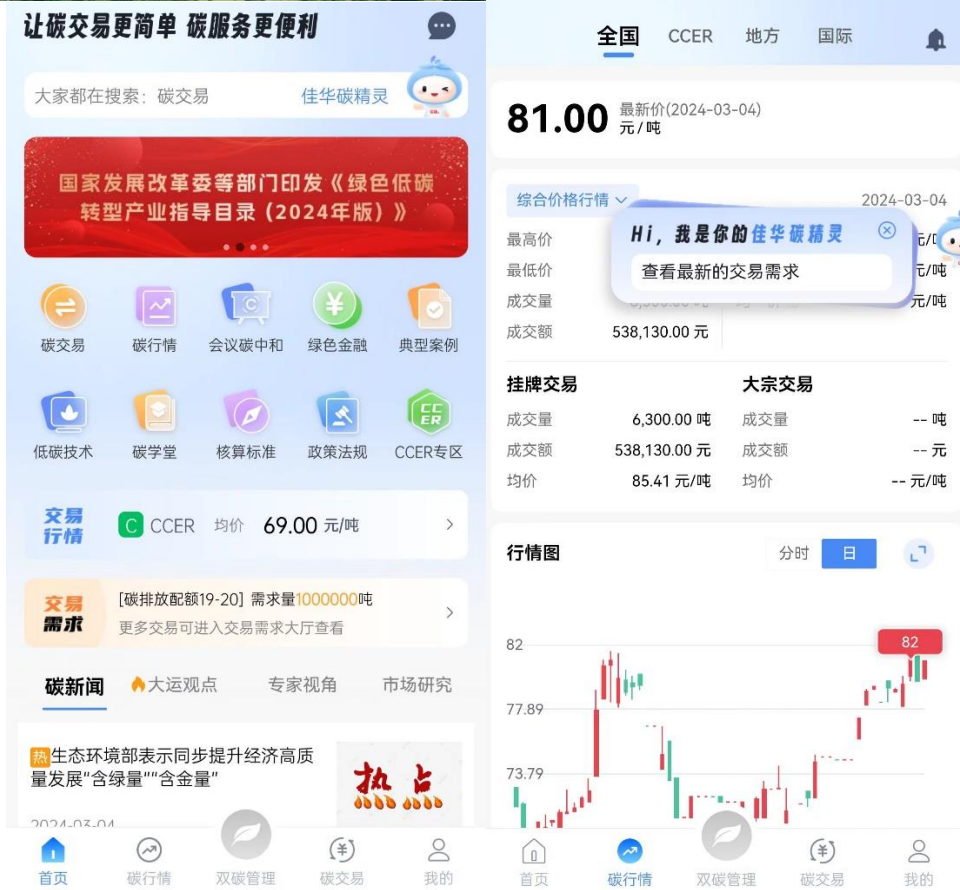 让碳交易更简单 碳服务更便利
大家都在搜索：碳交易 佳华碳精灵
国家发展改革委等部门印发《绿色低碳
转型产业指导目录（2024年版）》
碳交易 碳行情 会议碳中和 绿色金融 典型案例
CC
ER
低碳技术 碳学堂 核算标准 政策法规 CCER专区
交易
行情
C CCER 均价 69.00 元/吨
交易
需求
[碳排放配额19-20] 需求量1000000吨
更多交易可进入交易需求大厅查看
碳新闻 大运观点 专家视角 市场研究
热 生态环境部表示同步提升经济高质
量发展“含绿量”“含金量”
热点
2024-03-04
首页 碳行情 双碳管理 碳交易 我的
全国 CCER 地方 国际
81.00 最新价(2024-03-04)
元/吨
综合价格行情 2024-03-04
Hi，我是你的佳华碳精灵
查看最新的交易需求
最高价
最低价 元/吨
成交量 元/吨
成交额 538,130.00 元
挂牌交易 大宗交易
成交量 6,300.00 吨 成交量 -- 吨
成交额 538,130.00 元 成交额 -- 元
均价 85.41 元/吨 均价 -- 元/吨
行情图 分时 日
82 82
77.89
73.79
首页 碳行情 双碳管理 碳交易 我的